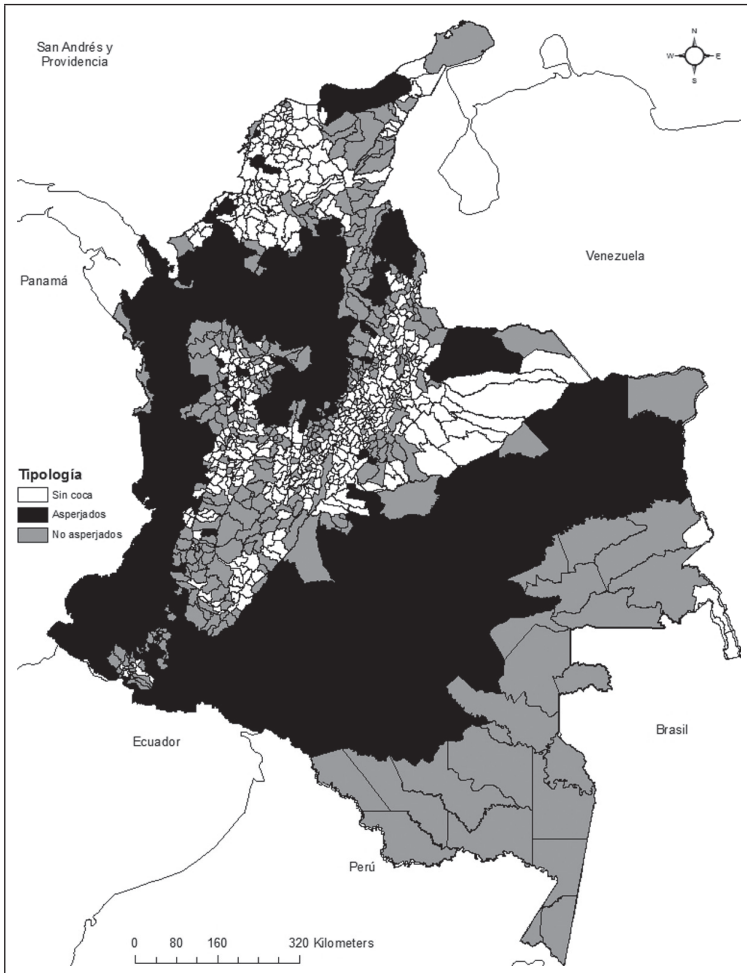 San Andrés y
Providencia
N
W E
S
Venezuela
Panamá
Tipología
Sin coca
Asperjados
No asperjados
Ecuador
Brasil
Perú
0 80 160 320 Kilometers